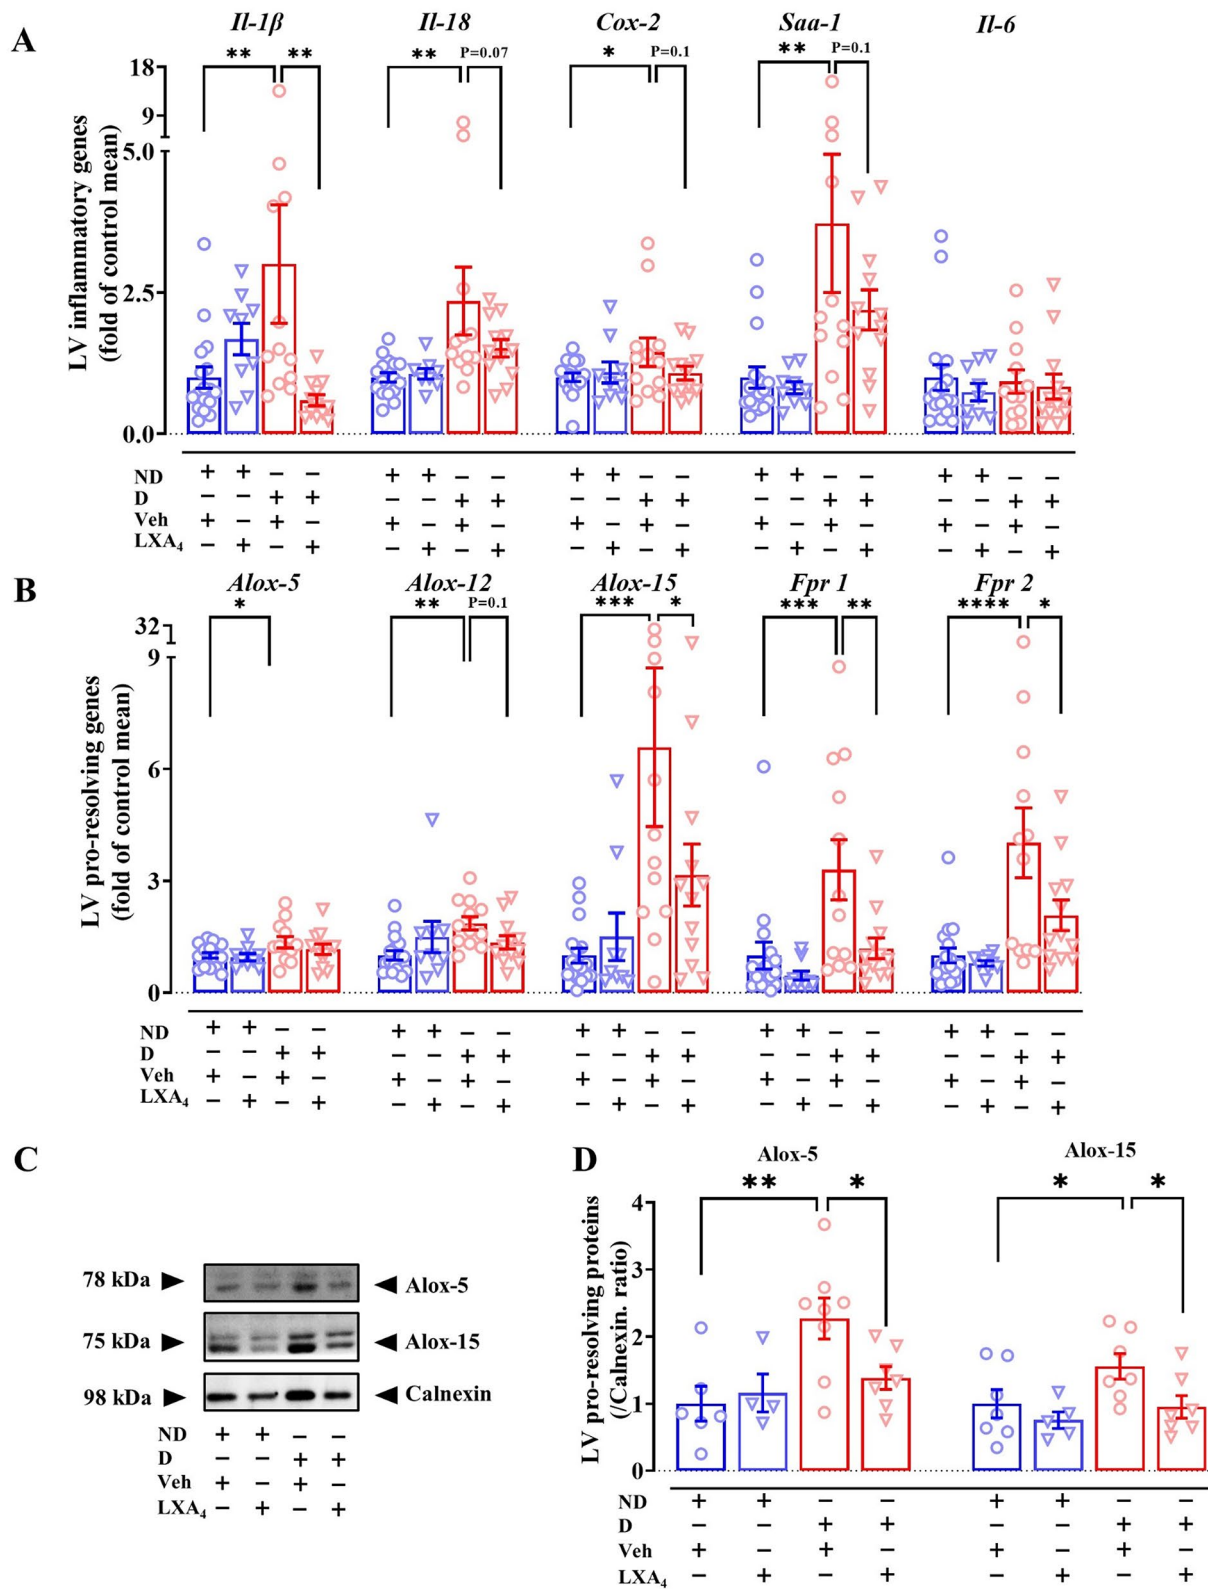 A
Il-1β Il-18 Cox-2 Saa-1 Il-6
** ** ** P=0.07 * P=0.1 ** P=0.1
LV inflammatory genes
(fold of control mean)
18
9
5.0
2.5
0.0
ND + + − − + + − − + + − − + + − − + + − −
D − − + + − − + + − − + + − − + + − − + +
Veh + − + − + − + − + − + − + − + − + − + −
LXA4 − + − + − + − + − + − + − + − + − + − +
B
Alox-5 Alox-12 Alox-15 Fpr 1 Fpr 2
* ** P=0.1 *** * *** ** **** *
LV pro-resolving genes
(fold of control mean)
32
9
6
3
0
ND + + − − + + − − + + − − + + − − + + − −
D − − + + − − + + − − + + − − + + − − + +
Veh + − + − + − + − + − + − + − + − + − + −
LXA4 − + − + − + − + − + − + − + − + − + − +
C
78 kDa Alox-5
75 kDa Alox-15
98 kDa Calnexin
ND + + − −
D − − + +
Veh + − + −
LXA4 − + − +
D
Alox-5 Alox-15
** * * *
LV pro-resolving proteins
(/Calnexin. ratio)
4
3
2
1
0
ND + + − − + + − −
D − − + + − − + +
Veh + − + − + − + −
LXA4 − + − + − + − +